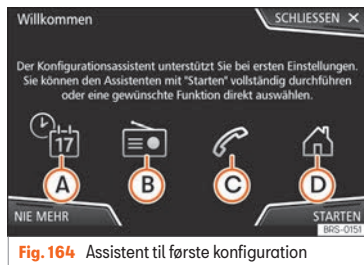 Willkommen
SCHLIESSEN ×
Der Konfigurationsassistent unterstützt Sie bei ersten Einstellungen.
Sie können den Assistenten mit "Starten" vollständig durchführen
oder eine gewünschte Funktion direkt auswählen.
17
A B C D
NIE MEHR STARTEN
BRS-0151
Fig. 164 Assistent til første konfiguration